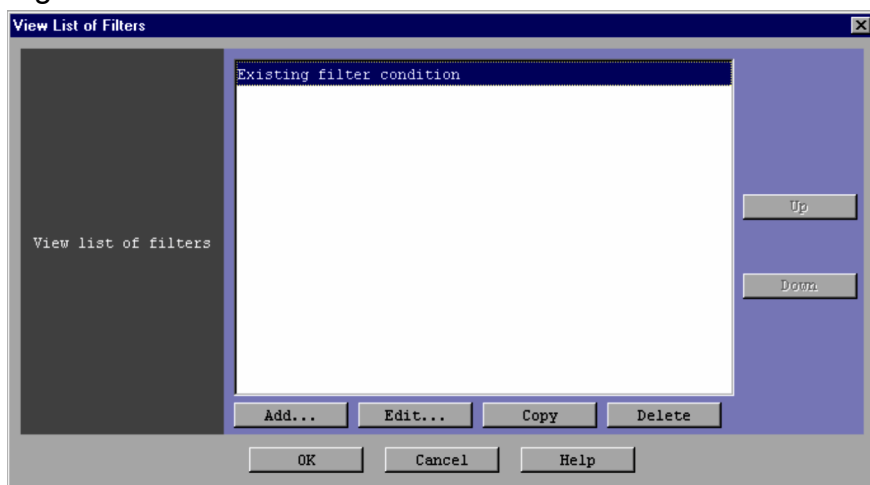 View List of Filters
Existing filter condition
View list of filters
Up
Down
Add... Edit... Copy Delete
OK Cancel Help